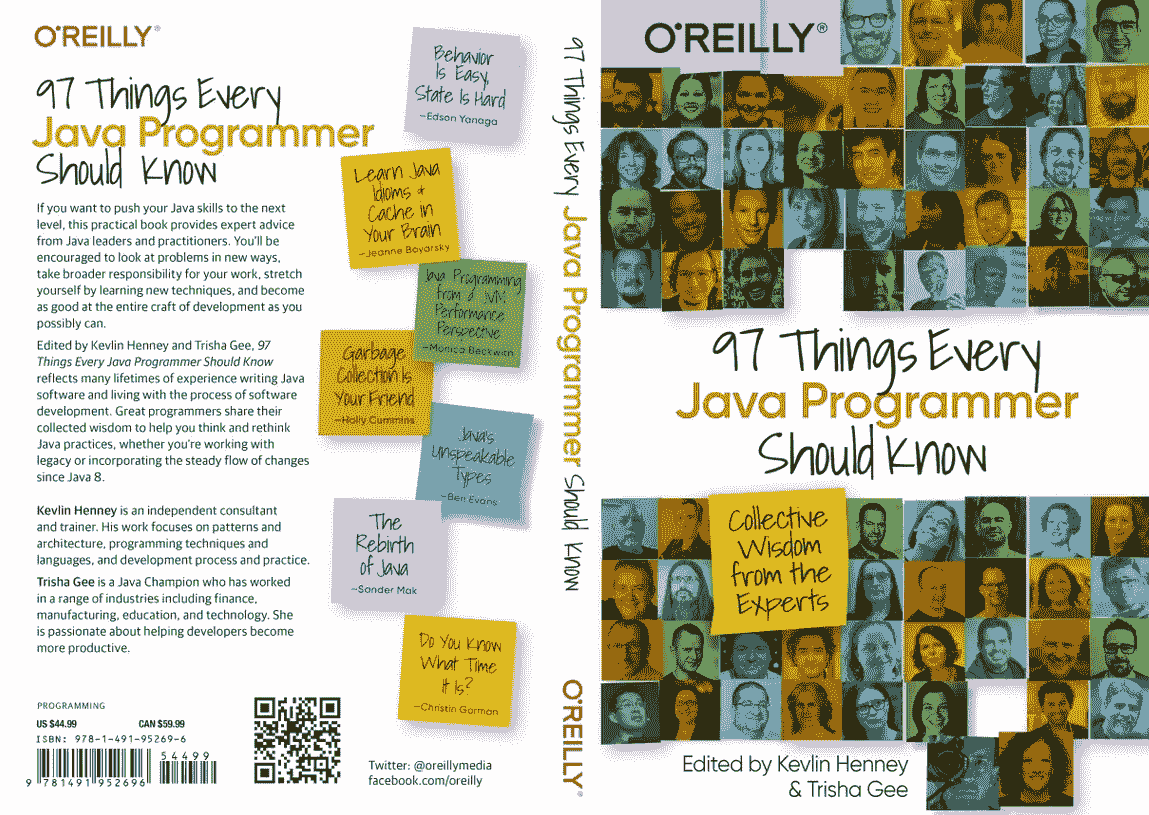 O'REILLY®
97 Things Every
Java Programmer
Should Know
If you want to push your Java skills to the next
level, this practical book provides expert advice
from Java leaders and practitioners. You'll be
encouraged to look at problems in new ways,
take broader responsibility for your work, stretch
yourself by learning new techniques, and become
as good at the entire craft of development as you
possibly can.
Edited by Kevlin Henney and Trisha Gee, 97
Things Every Java Programmer Should Know
reflects many lifetimes of experience writing Java
software and living with the process of software
development. Great programmers share their
collected wisdom to help you think and rethink
Java practices, whether you're working with
legacy or incorporating the steady flow of changes
since Java 8.
Kevlin Henney is an independent consultant
and trainer. His work focuses on patterns and
architecture, programming techniques and
languages, and development process and practice.
Trisha Gee is a Java Champion who has worked
in a range of industries including finance,
manufacturing, education, and technology. She
is passionate about helping developers become
more productive.
PROGRAMMING
US $44.99 CAN $59.99
ISBN: 978-1-491-95269-6
54499
9 781491 952696
Behavior
Is Easy,
State Is Hard
—Edson Yanaga
Learn Java
Idioms &
Cache in
Your Brain
—Jeanne Boyarsky
Java Programming
from a JVM
Performance
Perspective
—Monica Beckwith
Garbage
Collection Is
Your Friend
—Holly Cummins
Java's
Unspeakable
Types
—Ben Evans
The
Rebirth
of Java
—Sander Mak
Do You Know
What Time
It Is?
—Christin Gorman
Twitter: @oreillymedia
facebook.com/oreilly
97 Things Every Java Programmer Should Know
O'REILLY®
O'REILLY®
97 Things Every
Java Programmer
Should Know
Collective
Wisdom
from the
Experts
Edited by Kevlin Henney
& Trisha Gee